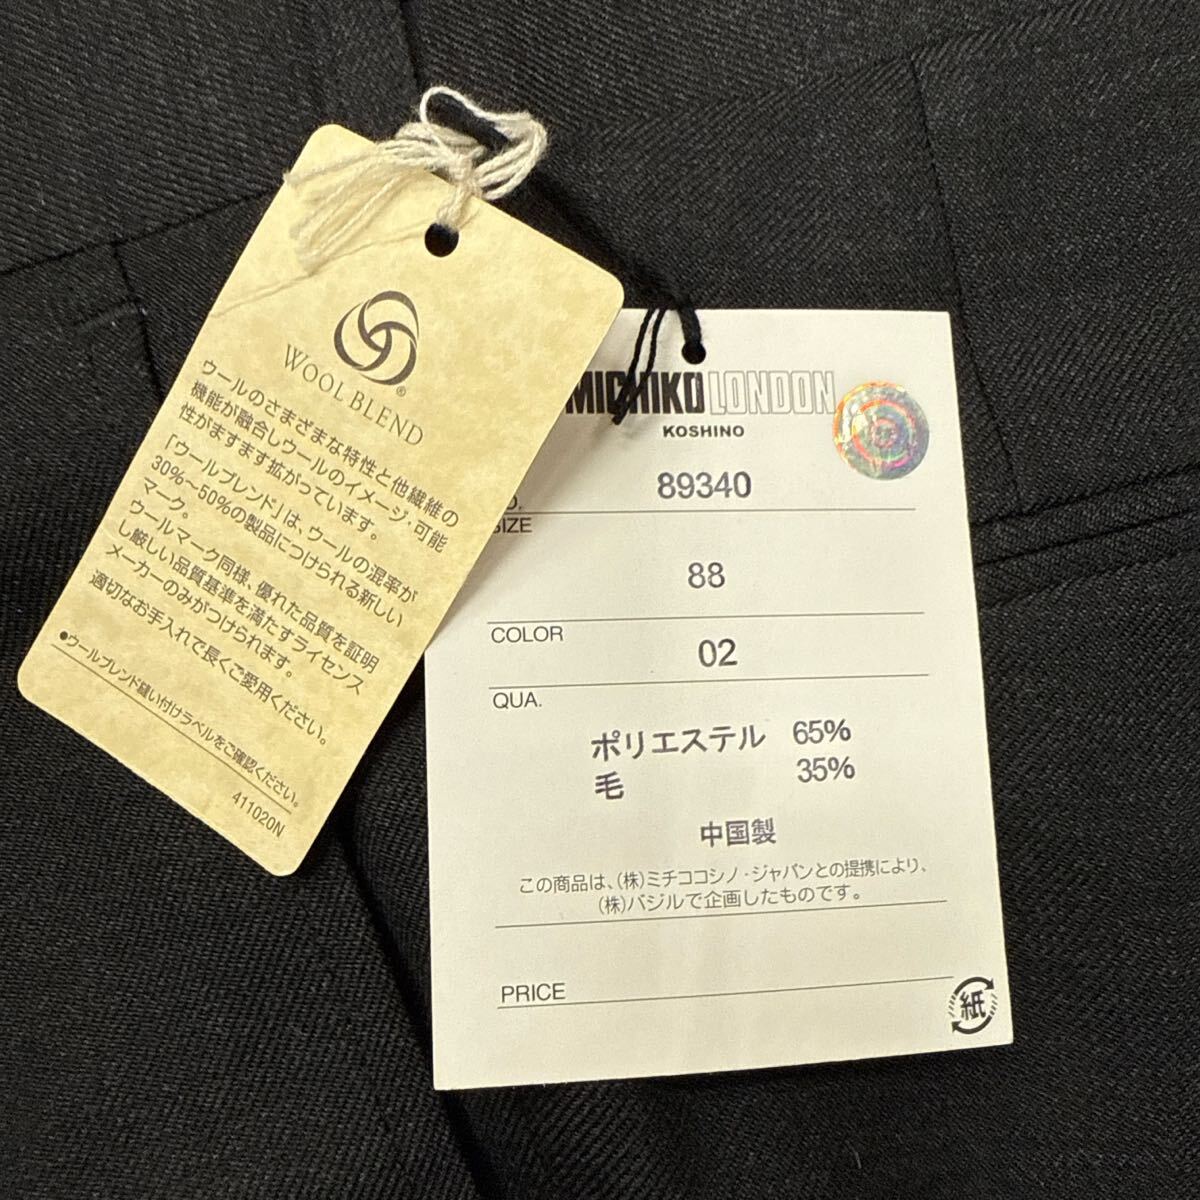 WOOL BLEND
®
ウールのさまざまな特性と他繊維の
機能が融合しウールのイメージ・可能
性がますます拡がっています。
「ウールブレンド」は、ウールの混率が
30%~50%の製品につけられる新しい
マーク。
ウールマーク同様、優れた品質を証明
し厳しい品質基準を満たすライセンス
メーカーのみがつけられます。
適切なお手入れで長くご愛用ください。
●ウールブレンド縫い付けラベルをご確認ください。
411020N
MICHIKO LONDON
KOSHINO
89340
SIZE
88
COLOR
02
QUA.
ポリエステル 65%
毛 35%
中国製
この商品は、(株)ミチココシノ・ジャパンとの提携により、
(株)バジルで企画したものです。
PRICE
紙